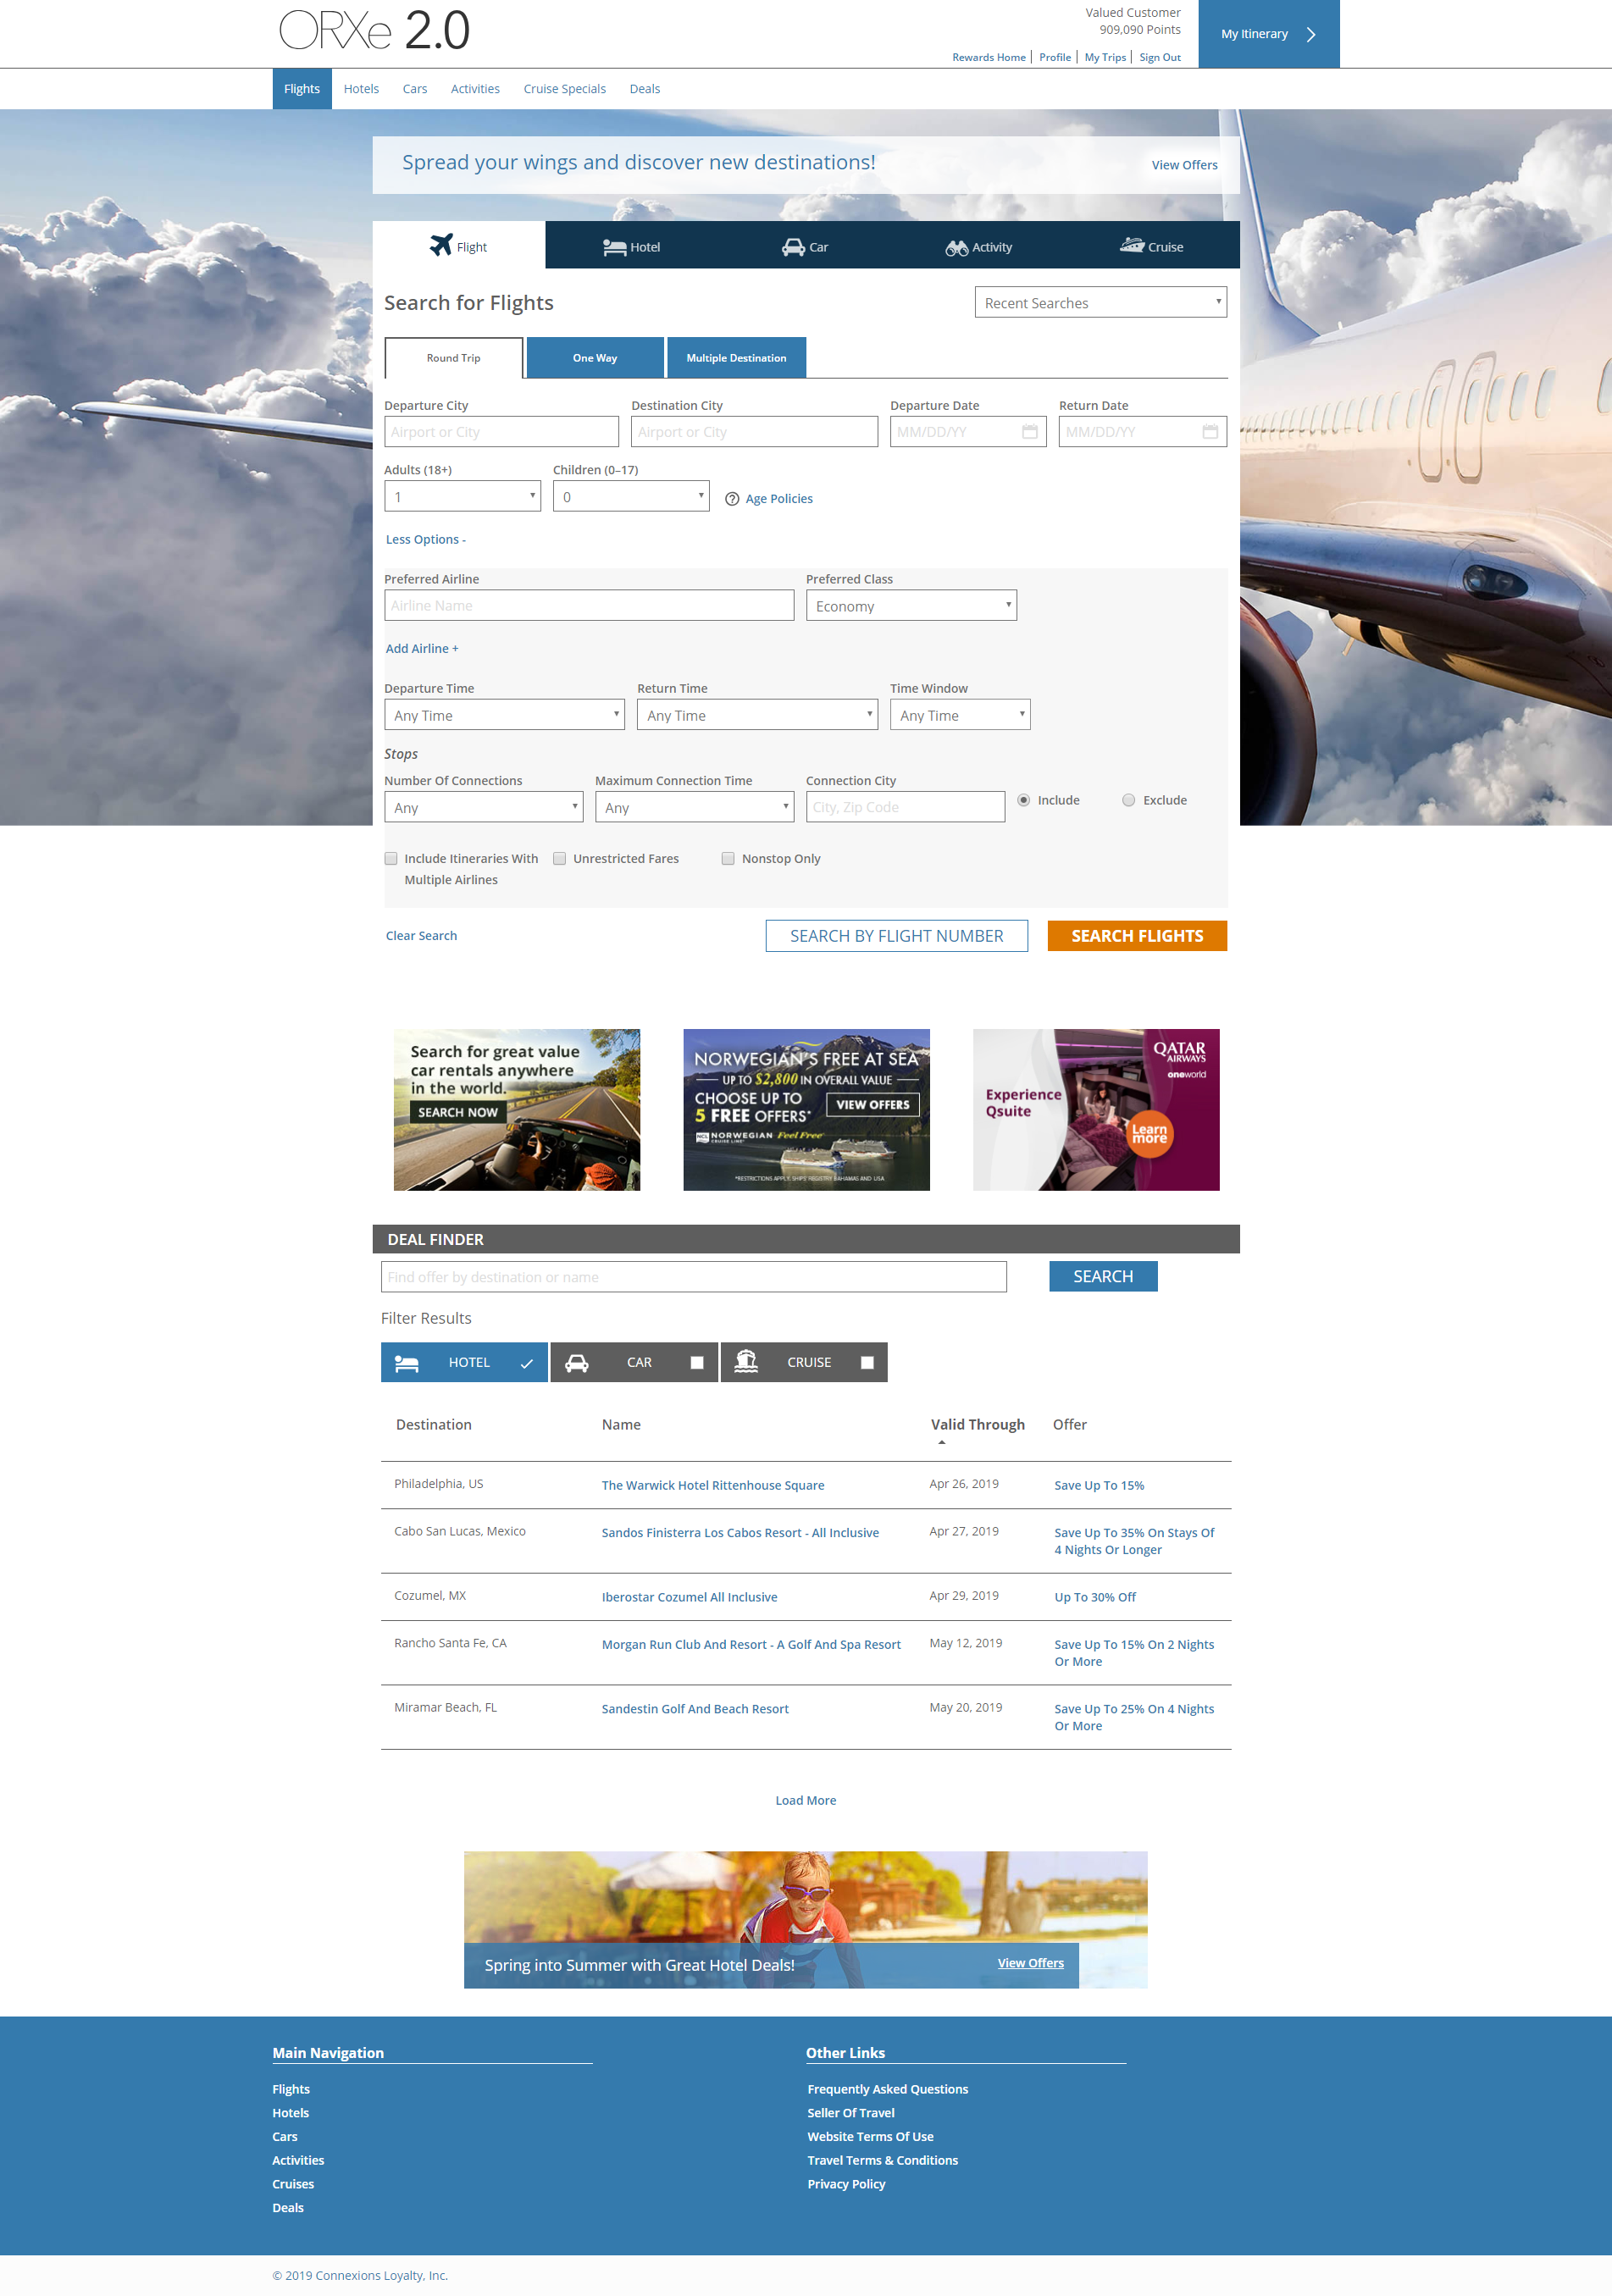 ORXe 2.0
Valued Customer
909,090 Points
Rewards Home
Profile
My Trips
Sign Out
My Itinerary
Flights
Hotels
Cars
Activities
Cruise Specials
Deals
Spread your wings and discover new destinations!
View Offers
Flight
Hotel
Car
Activity
Cruise
Search for Flights
Recent Searches
Round Trip
One Way
Multiple Destination
Departure City
Destination City
Departure Date
Return Date
Airport or City
Airport or City
MM/DD/YY
MM/DD/YY
Adults (18+)
Children (0–17)
1
0
Age Policies
Less Options -
Preferred Airline
Preferred Class
Airline Name
Economy
Add Airline +
Departure Time
Return Time
Time Window
Any Time
Any Time
Any Time
Stops
Number Of Connections
Maximum Connection Time
Connection City
Any
Any
City, Zip Code
Include
Exclude
Include Itineraries With
Multiple Airlines
Unrestricted Fares
Nonstop Only
Clear Search
SEARCH BY FLIGHT NUMBER
SEARCH FLIGHTS
Search for great value
car rentals anywhere
in the world.
SEARCH NOW
NORWEGIAN'S FREE AT SEA
UP TO $2,800 IN OVERALL VALUE
CHOOSE UP TO
5 FREE OFFERS*
VIEW OFFERS
NCL NORWEGIAN CRUISE LINE Feel Free
*RESTRICTIONS APPLY. SHIPS' REGISTRY BAHAMAS AND USA
QATAR
AIRWAYS
oneworld
Experience
Qsuite
Learn
more
DEAL FINDER
Find offer by destination or name
SEARCH
Filter Results
HOTEL
CAR
CRUISE
Destination
Name
Valid Through
Offer
Philadelphia, US
The Warwick Hotel Rittenhouse Square
Apr 26, 2019
Save Up To 15%
Cabo San Lucas, Mexico
Sandos Finisterra Los Cabos Resort - All Inclusive
Apr 27, 2019
Save Up To 35% On Stays Of
4 Nights Or Longer
Cozumel, MX
Iberostar Cozumel All Inclusive
Apr 29, 2019
Up To 30% Off
Rancho Santa Fe, CA
Morgan Run Club And Resort - A Golf And Spa Resort
May 12, 2019
Save Up To 15% On 2 Nights
Or More
Miramar Beach, FL
Sandestin Golf And Beach Resort
May 20, 2019
Save Up To 25% On 4 Nights
Or More
Load More
Spring into Summer with Great Hotel Deals!
View Offers
Main Navigation
Flights
Hotels
Cars
Activities
Cruises
Deals
Other Links
Frequently Asked Questions
Seller Of Travel
Website Terms Of Use
Travel Terms & Conditions
Privacy Policy
© 2019 Connexions Loyalty, Inc.